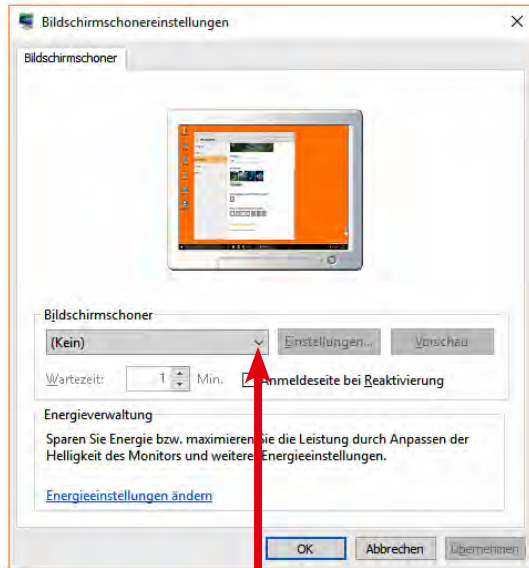 Bildschirmschonereinstellungen
Bildschirmschoner
Bildschirmschoner
(Kein)
Einstellungen...
Vorschau
Wartezeit:
1
Min.
Anmeldeseite bei Reaktivierung
Energieverwaltung
Sparen Sie Energie bzw. maximieren Sie die Leistung durch Anpassen der
Helligkeit des Monitors und weitere Energieeinstellungen.
Energieeinstellungen ändern
OK
Abbrechen
Übernehmen